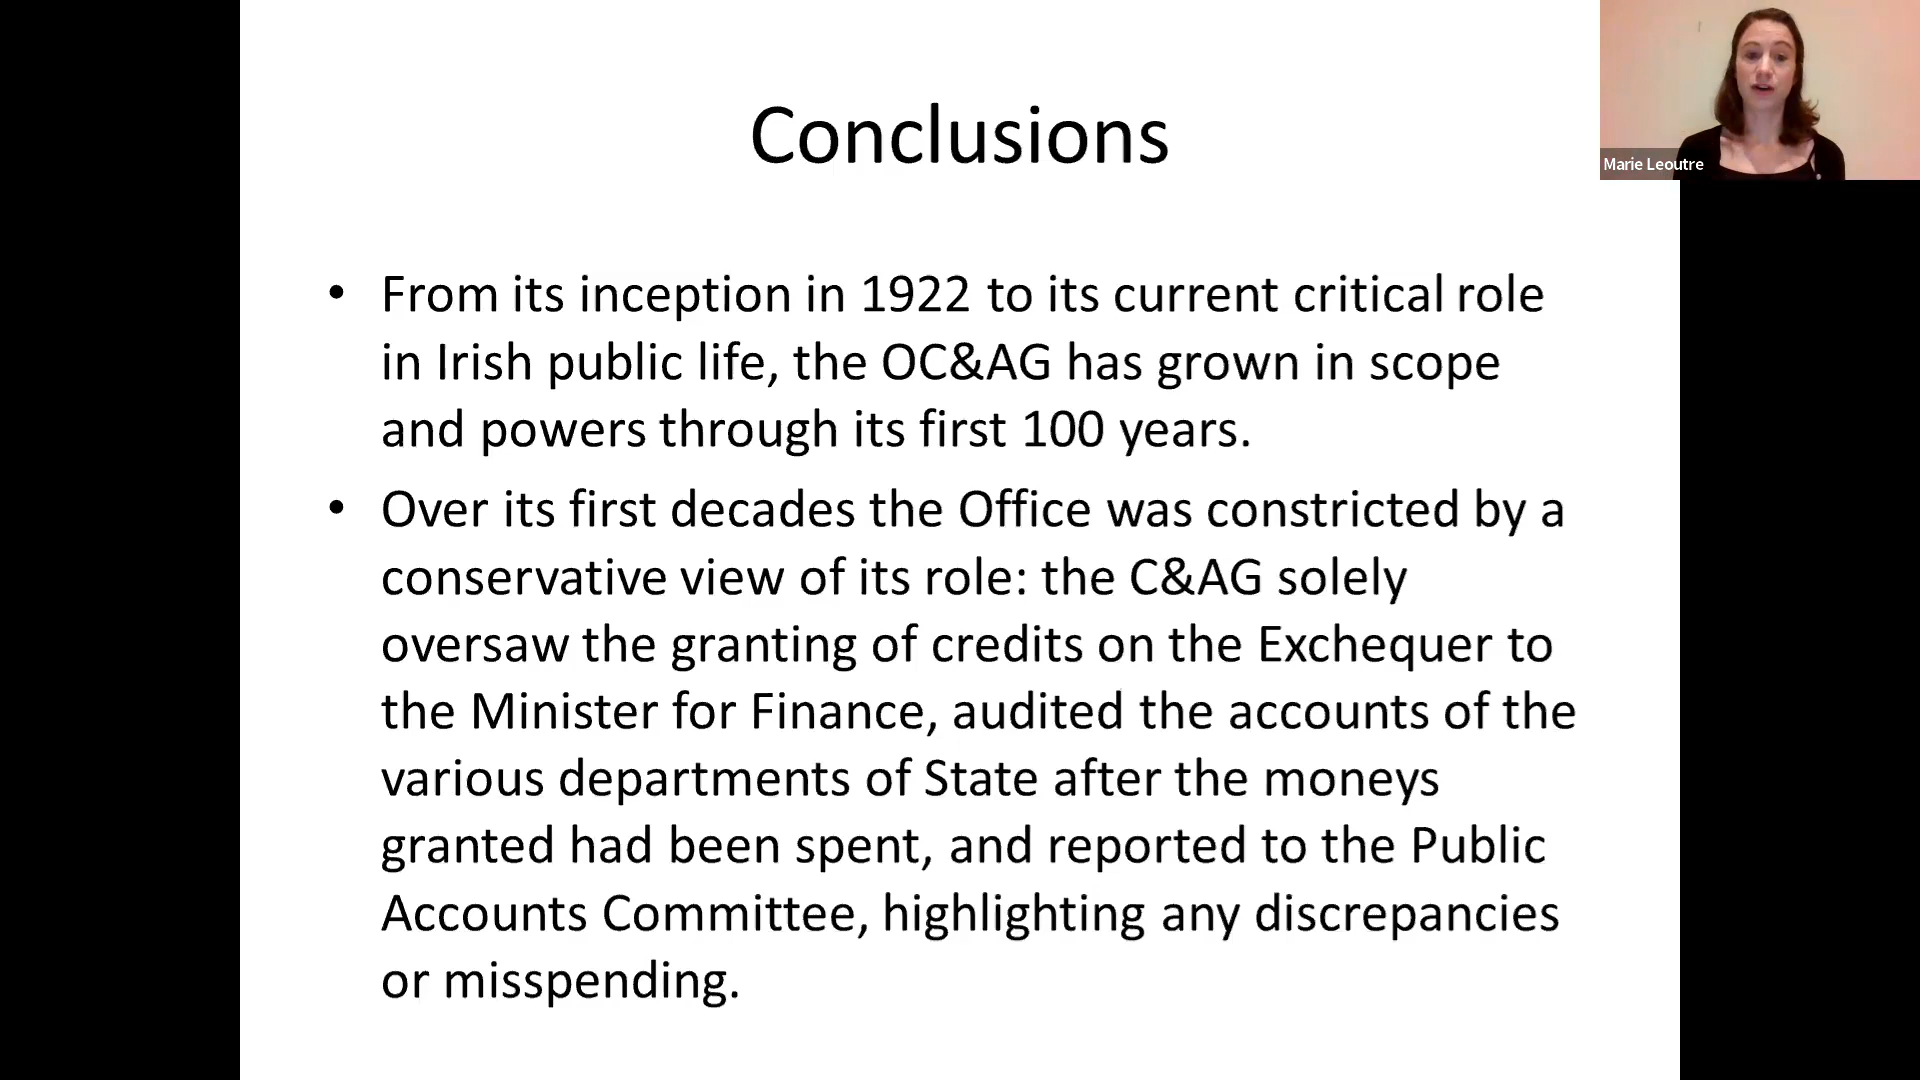 Conclusions
Marie Leoutre
• From its inception in 1922 to its current critical role
in Irish public life, the OC&AG has grown in scope
and powers through its first 100 years.
• Over its first decades the Office was constricted by a
conservative view of its role: the C&AG solely
oversaw the granting of credits on the Exchequer to
the Minister for Finance, audited the accounts of the
various departments of State after the moneys
granted had been spent, and reported to the Public
Accounts Committee, highlighting any discrepancies
or misspending.